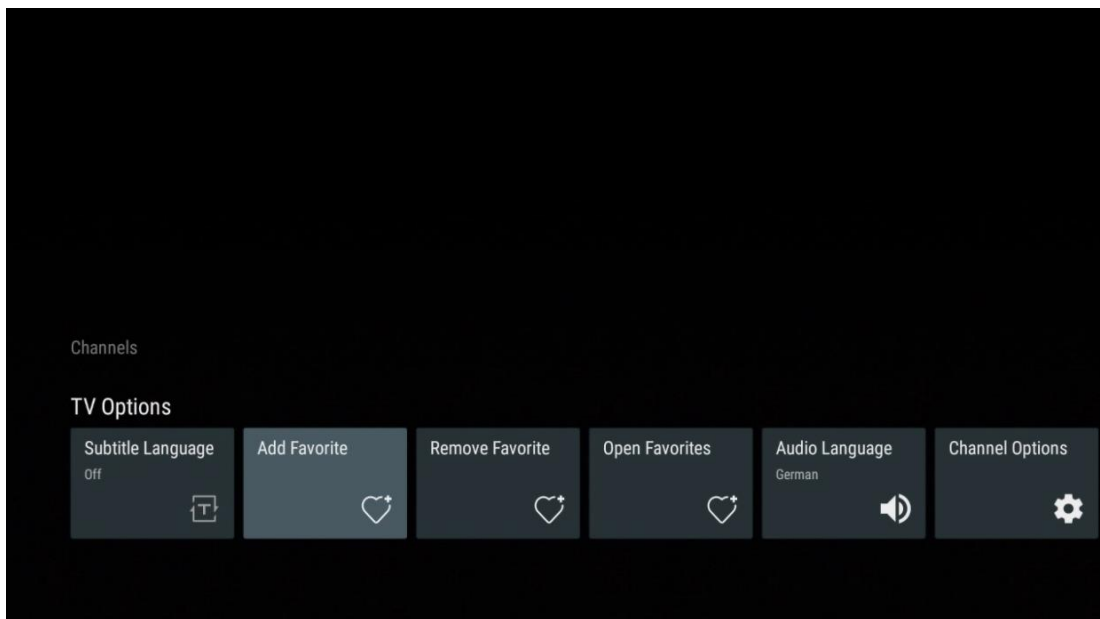 Channels
TV Options
Subtitle Language
Off
Add Favorite
Remove Favorite
Open Favorites
Audio Language
German
Channel Options